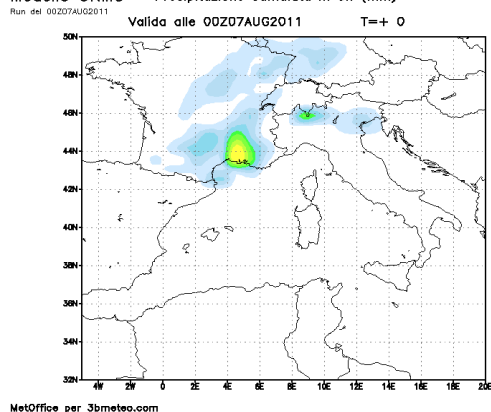 Run del 00Z07AUG2011
Valida alle 00Z07AUG2011 T=+ 0
50N
48N
46N
44N
42N
40N
38N
36N
34N
32N
4W 2W 0 2E 4E 6E 8E 10E 12E 14E 16E 18E 20E
MetOffice per 3bmeteo.com